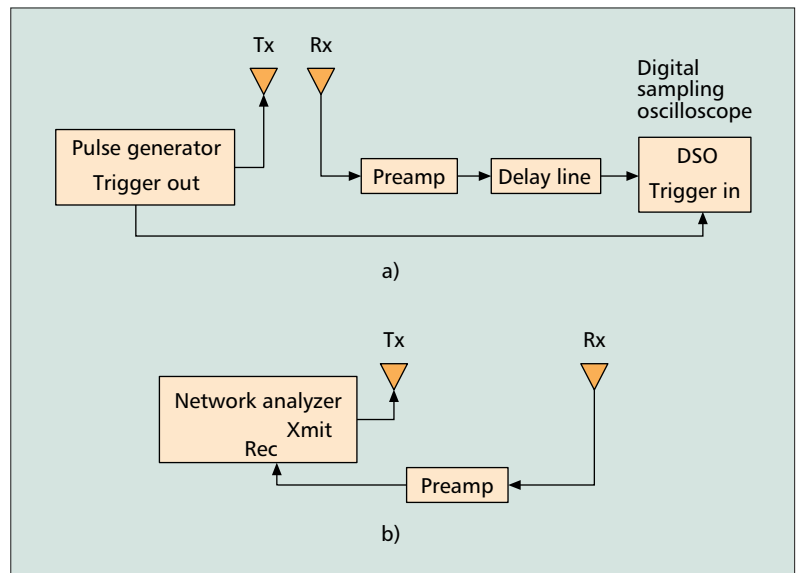 Tx
Rx
Digital
sampling
oscilloscope
Pulse generator
Trigger out
Preamp
Delay line
DSO
Trigger in
a)
Tx
Rx
Network analyzer
Xmit
Rec
Preamp
b)